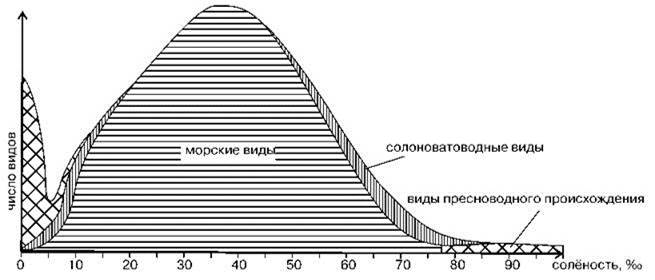 число видов
морские виды
солоноватоводные виды
виды пресноводного происхождения
0 10 20 30 40 50 60 70 80 90 солёность, ‰